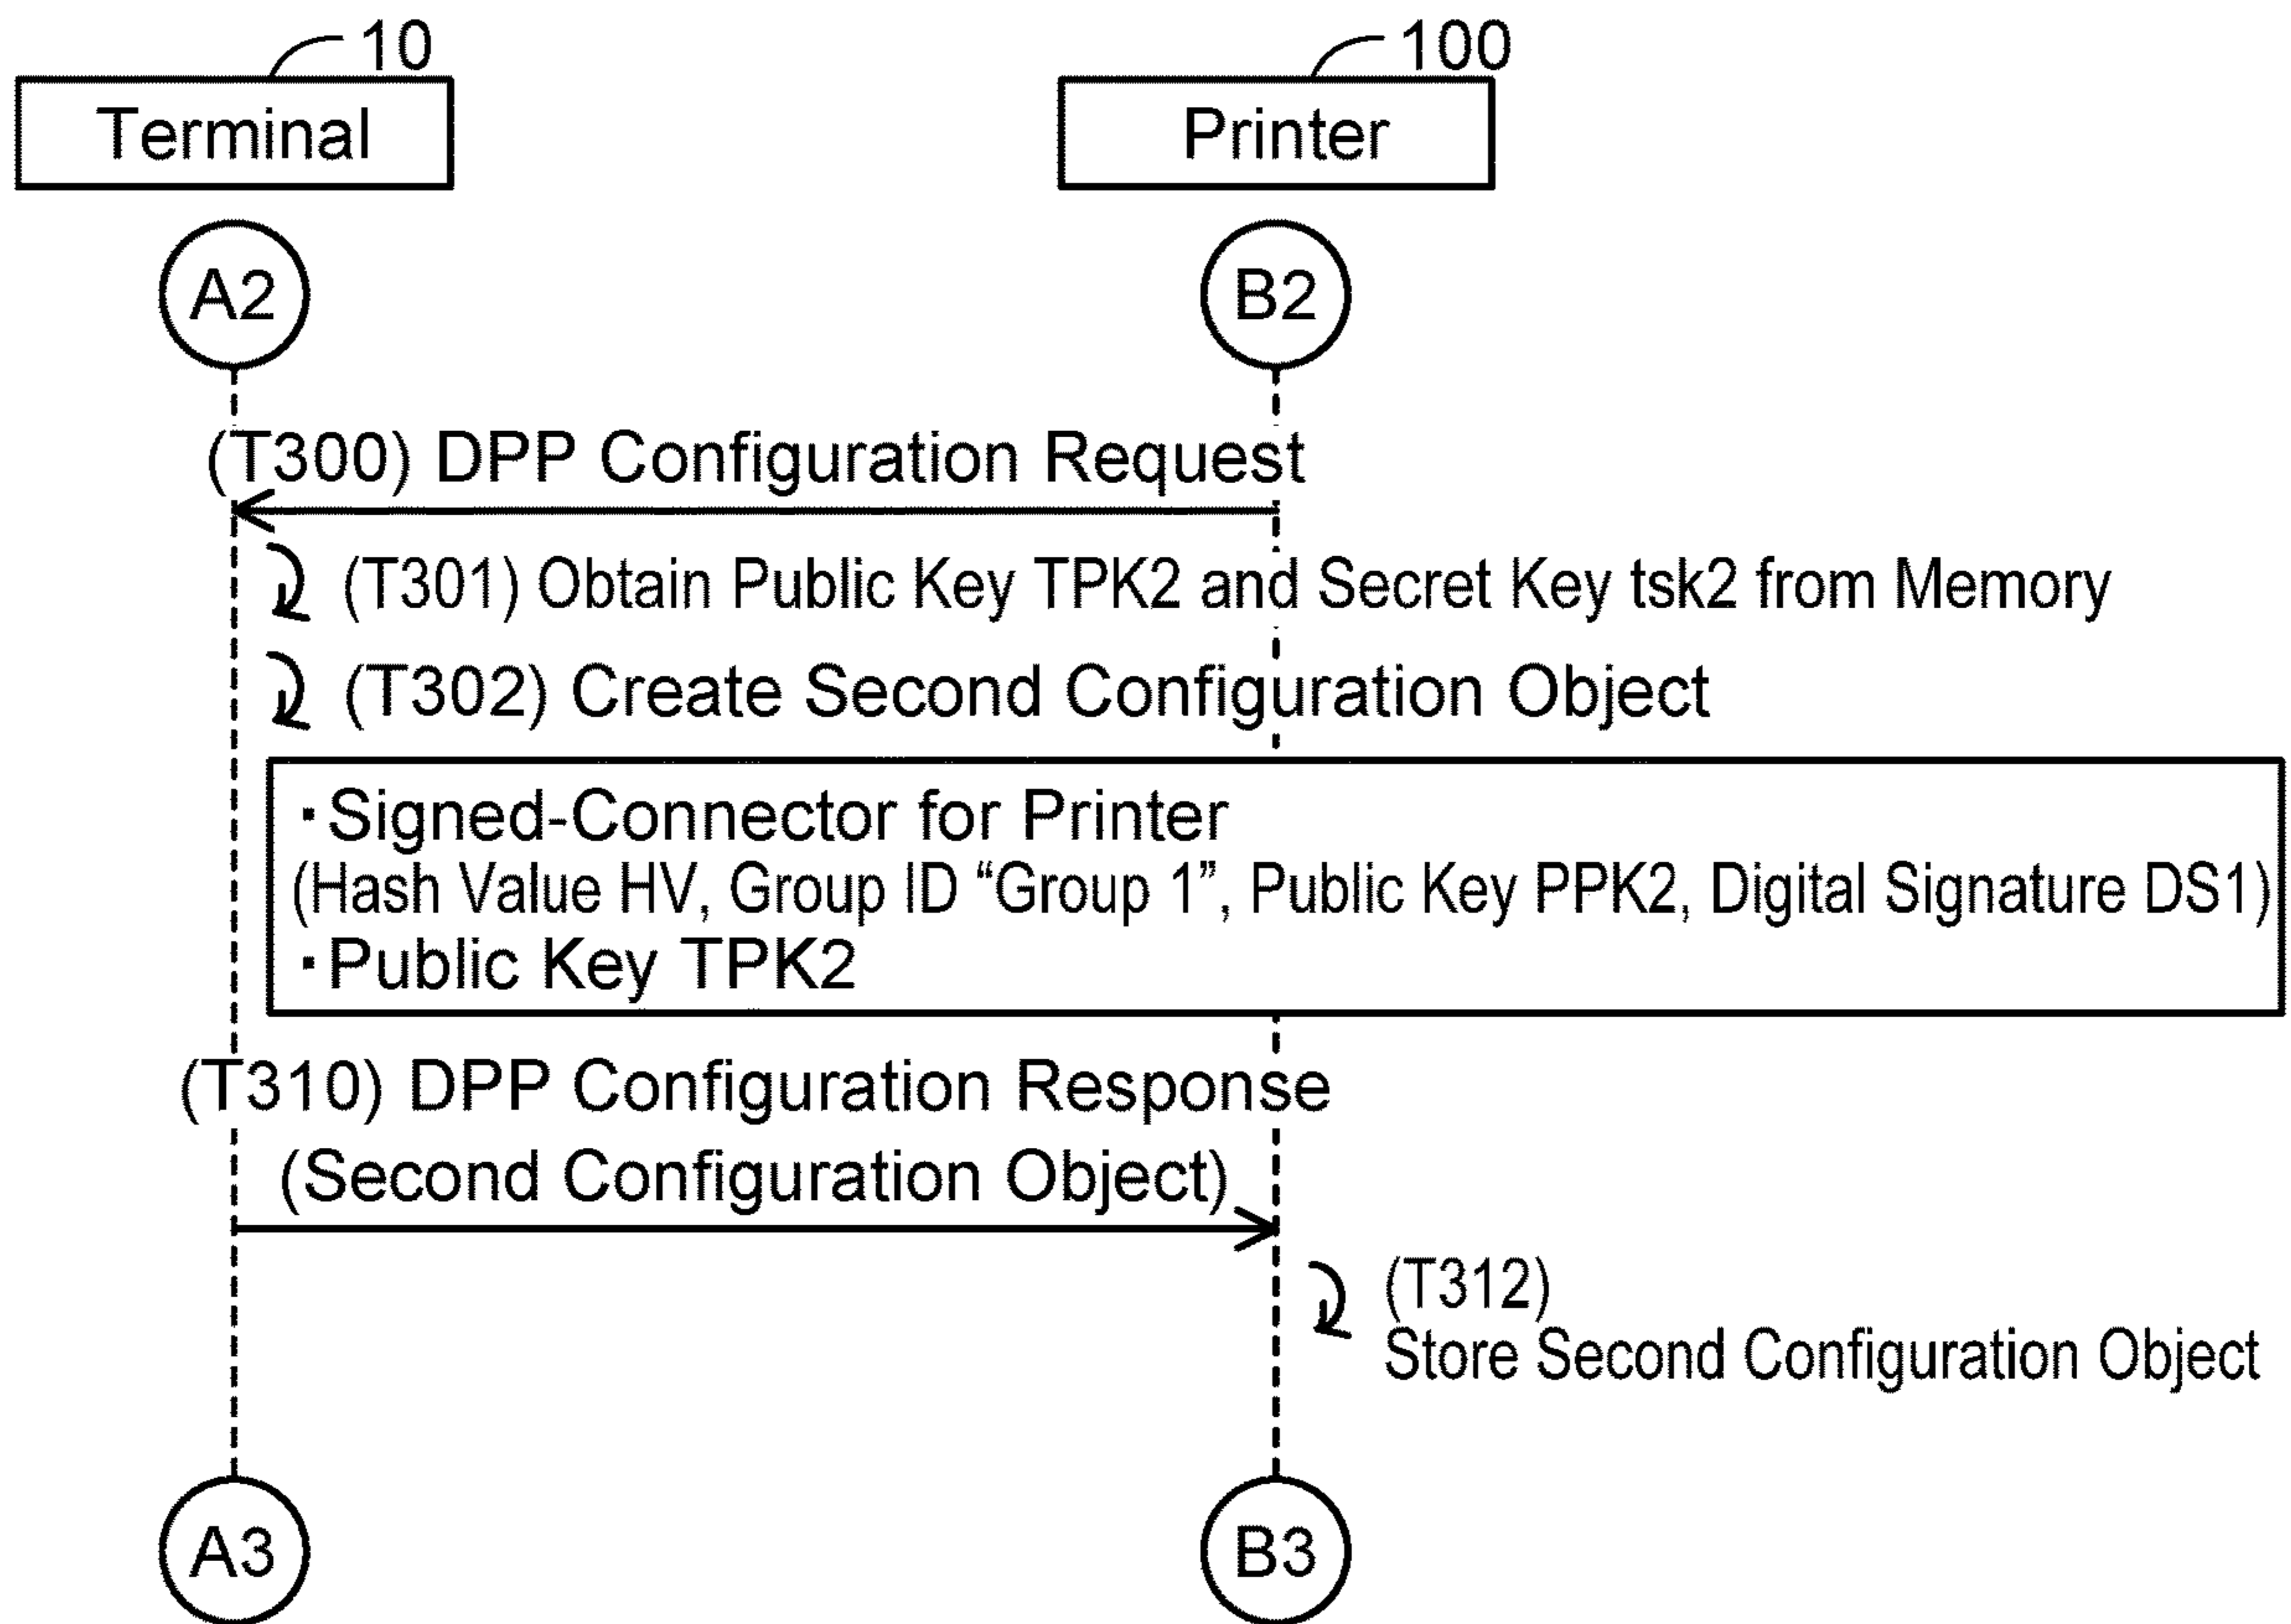 10
100
Terminal
Printer
A2
B2
(T300) DPP Configuration Request
(T301) Obtain Public Key TPK2 and Secret Key tsk2 from Memory
(T302) Create Second Configuration Object
・Signed-Connector for Printer
(Hash Value HV, Group ID “Group 1”, Public Key PPK2, Digital Signature DS1)
・Public Key TPK2
(T310) DPP Configuration Response
(Second Configuration Object)
(T312)
Store Second Configuration Object
A3
B3